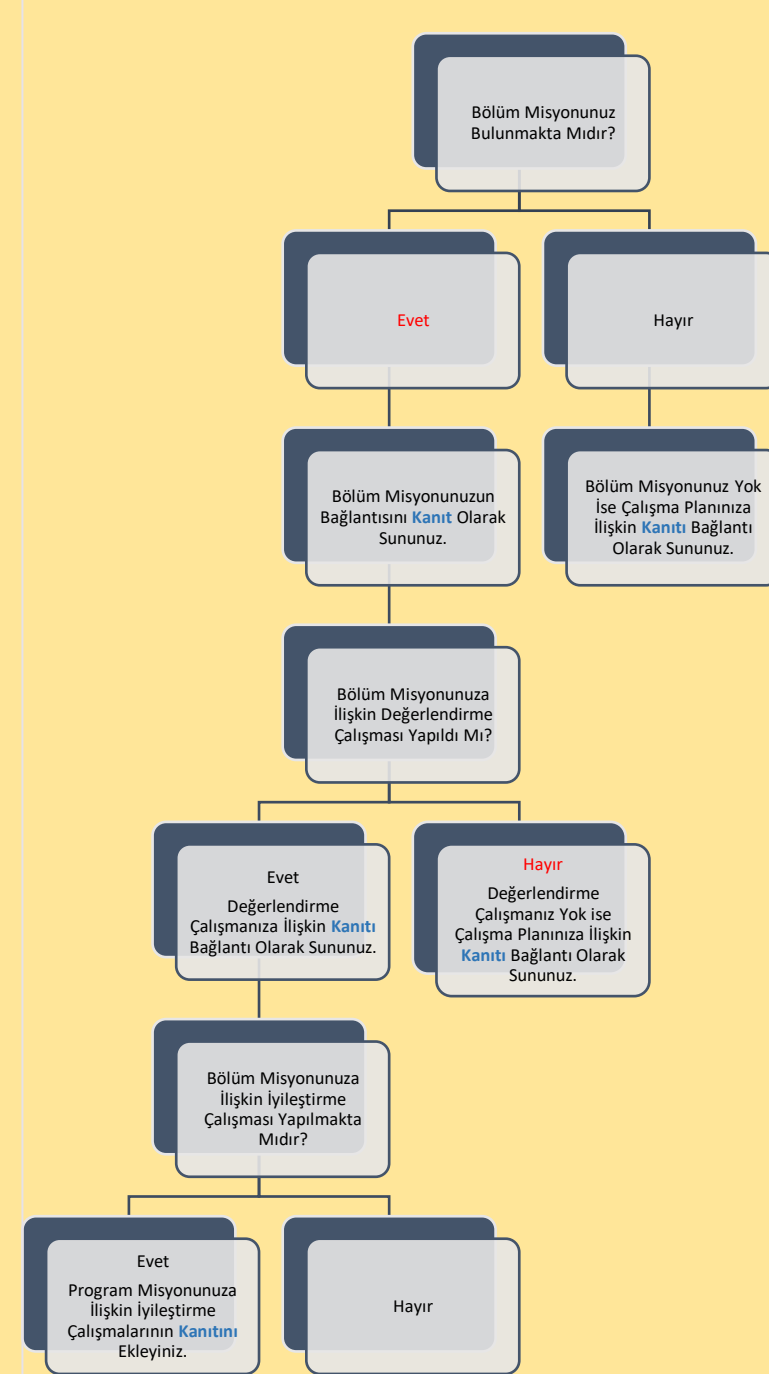 Bölüm Misyonunuz
Bulunmakta Mıdır?
Evet
Hayır
Bölüm Misyonunuzun
Bağlantısını Kanıt Olarak
Sununuz.
Bölüm Misyonunuz Yok
İse Çalışma Planınıza
İlişkin Kanıtı Bağlantı
Olarak Sununuz.
Bölüm Misyonunuza
İlişkin Değerlendirme
Çalışması Yapıldı Mı?
Evet
Değerlendirme
Çalışmanıza İlişkin Kanıtı
Bağlantı Olarak Sununuz.
Hayır
Değerlendirme
Çalışmanız Yok ise
Çalışma Planınıza İlişkin
Kanıtı Bağlantı Olarak
Sununuz.
Bölüm Misyonunuza
İlişkin İyileştirme
Çalışması Yapılmakta
Mıdır?
Evet
Program Misyonunuza
İlişkin İyileştirme
Çalışmalarının Kanıtını
Ekleyiniz.
Hayır